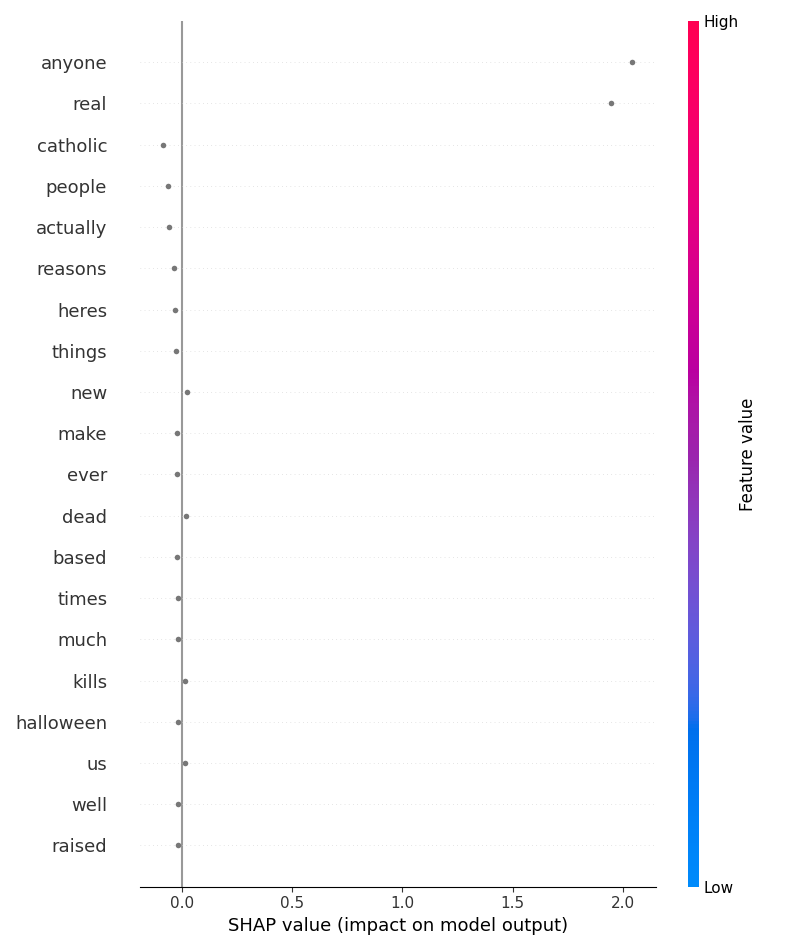 High
anyone
real
catholic
people
actually
reasons
heres
things
new
make
ever
dead
based
times
much
kills
halloween
us
well
raised
Feature value
Low
0.0 0.5 1.0 1.5 2.0
SHAP value (impact on model output)